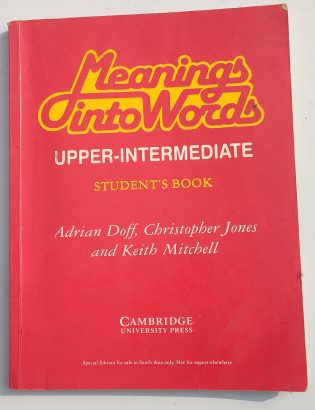 Meanings
into Words
UPPER-INTERMEDIATE
STUDENT'S BOOK
Adrian Doff, Christopher Jones
and Keith Mitchell
CAMBRIDGE
UNIVERSITY PRESS
Special Edition for sale in South Asia only. Not for export elsewhere.